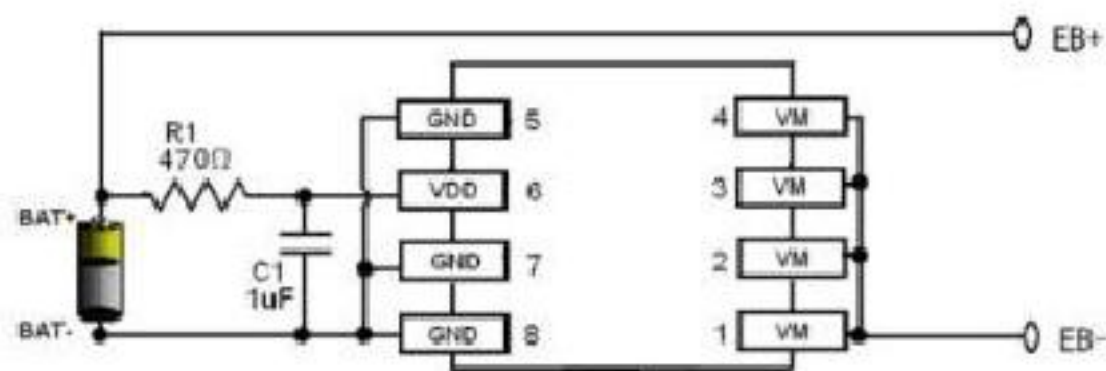 EB+
GND 5 4 VM
R1
470Ω
VDD 6 3 VM
BAT+
GND 7 2 VM
C1
1uF
BAT-
GND 8 1 VM
EB-